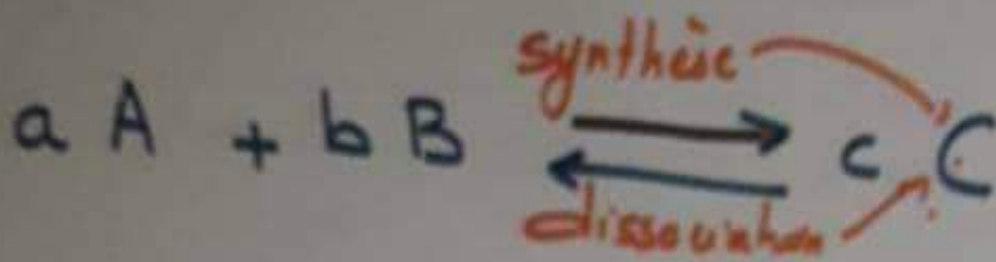 synthèse
a A + b B ⇌ c C
dissociation